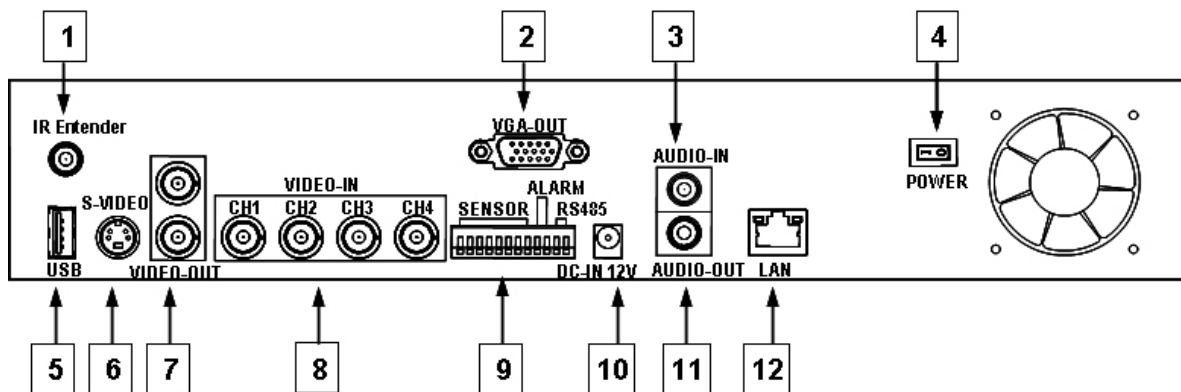 1 2 3 4
IR Entender
VGA-OUT
AUDIO-IN
POWER
S-VIDEO
VIDEO-IN
ALARM
CH1 CH2 CH3 CH4
SENSOR
RS485
USB
VIDEO-OUT
DC-IN 12V
AUDIO-OUT
LAN
5 6 7 8 9 10 11 12